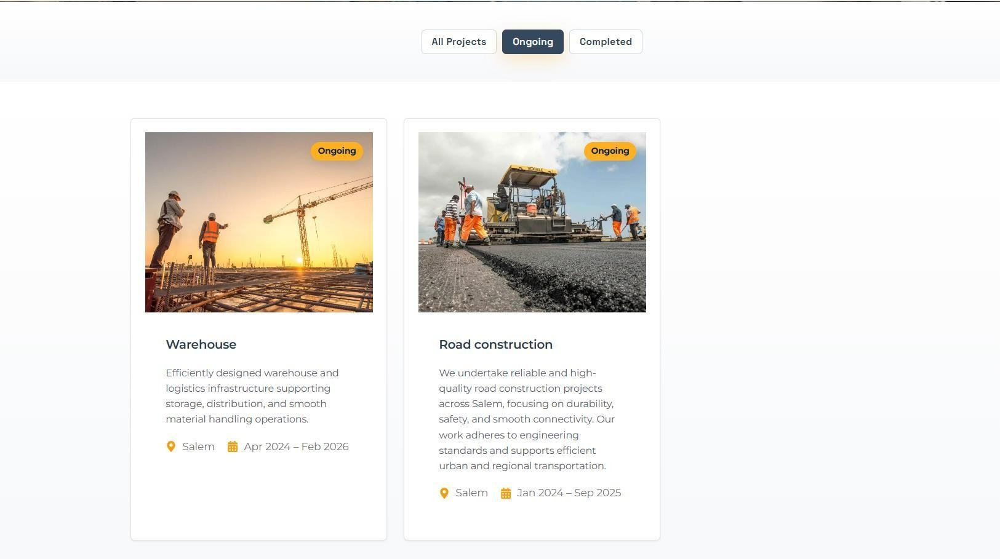 All Projects
Ongoing
Completed
Ongoing
Warehouse
Efficiently designed warehouse and
logistics infrastructure supporting
storage, distribution, and smooth
material handling operations.
Salem Apr 2024 – Feb 2026
Ongoing
VÖGELE
Road construction
We undertake reliable and high-
quality road construction projects
across Salem, focusing on durability,
safety, and smooth connectivity. Our
work adheres to engineering
standards and supports efficient
urban and regional transportation.
Salem Jan 2024 – Sep 2025